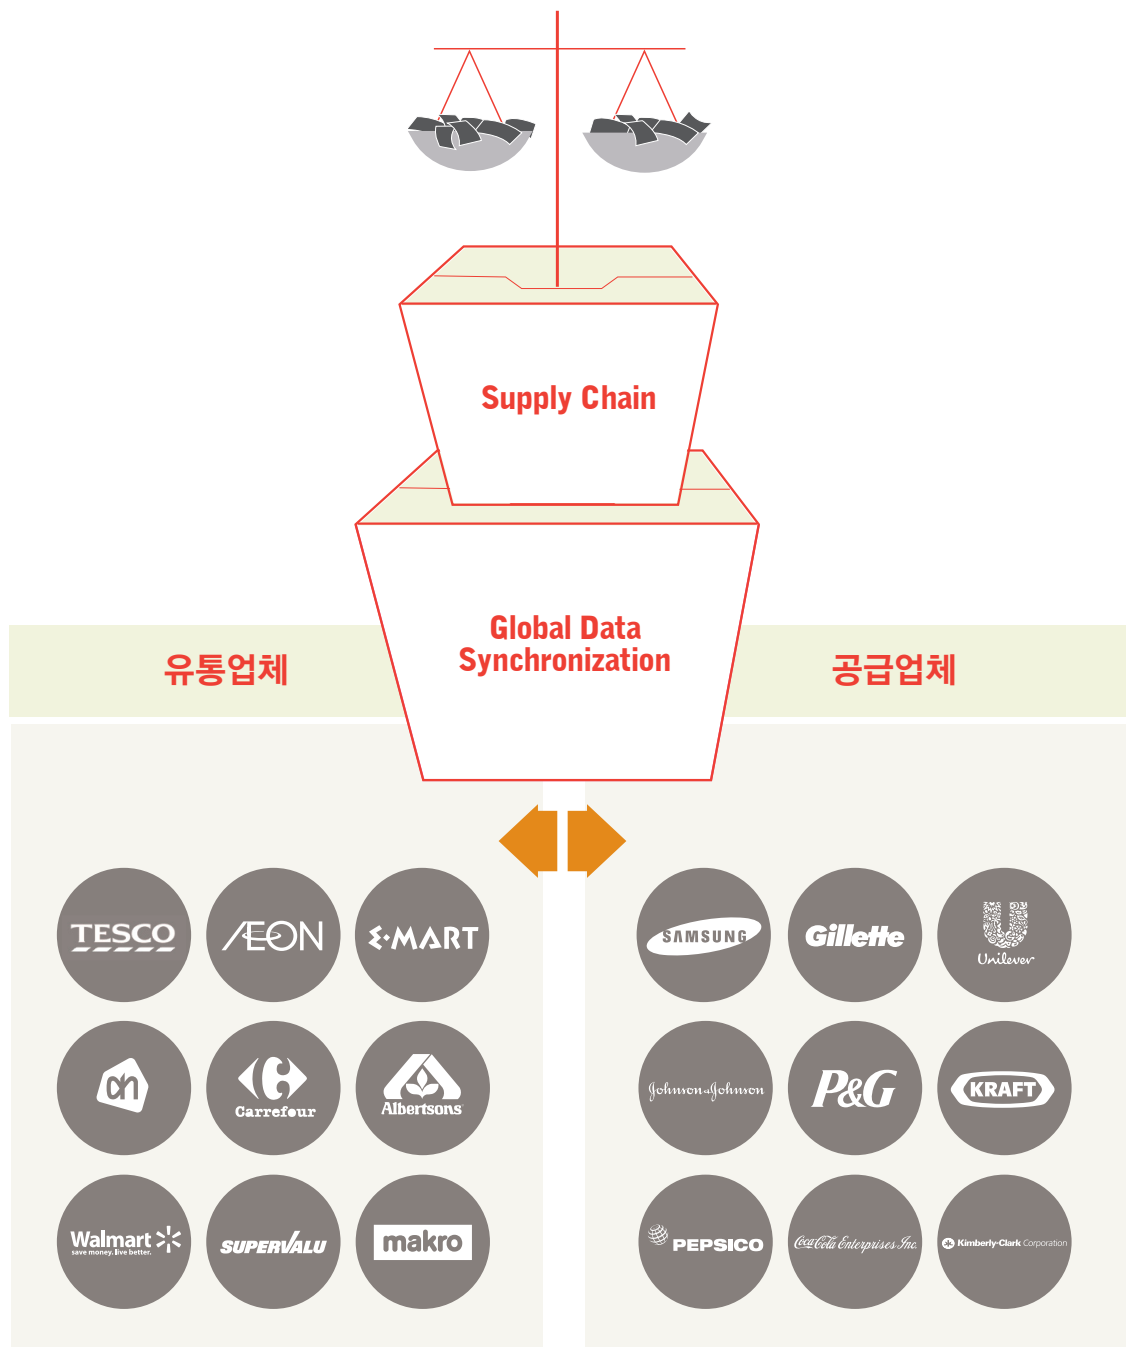 Supply Chain
Global Data
Synchronization
유통업체
공급업체
TESCO
ÆON
E·MART
SAMSUNG
Gillette
Unilever
ah
Carrefour
Albertsons
Johnson & Johnson
P&G
KRAFT
Walmart
save money. live better.
SUPERVALU
makro
PEPSICO
Coca-Cola Enterprises Inc.
Kimberly-Clark Corporation